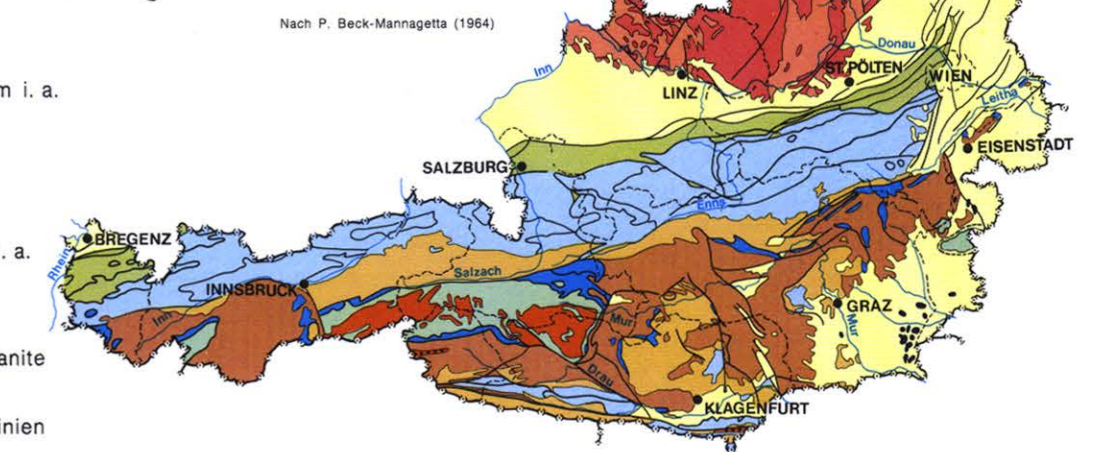 Nach P. Beck-Mannagetta (1964)
Donau
Inn
ST. PÖLTEN
WIEN
m i. a.
LINZ
Leitha
EISENSTADT
SALZBURG
Enns
. a.
BREGENZ
Rhein
Salzach
INNSBRUCK
GRAZ
Inn
Mur
Mur
anite
Drau
KLAGENFURT
inien